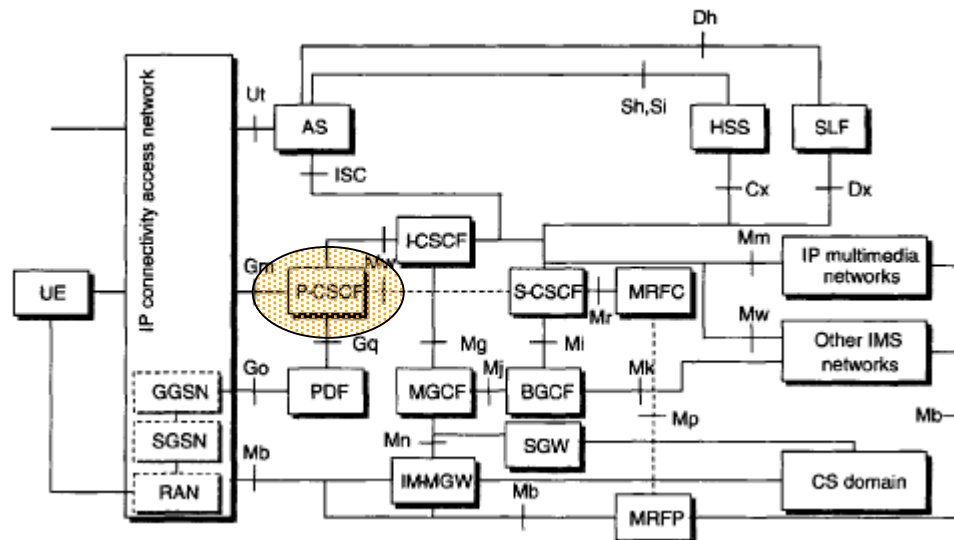 Dh
Ut
Sh,Si
AS
HSS
SLF
ISC
Cx
Dx
IP connectivity access network
I-CSCF
Mm
IP multimedia
networks
Gm
Mw
UE
P-CSCF
S-CSCF
MRFC
Mr
Mw
Other IMS
networks
Gq
Mg
Mi
Go
Mj
Mk
GGSN
PDF
MGCF
BGCF
Mp
Mb
SGSN
Mn
SGW
Mb
RAN
IM-MGW
CS domain
Mb
MRFP